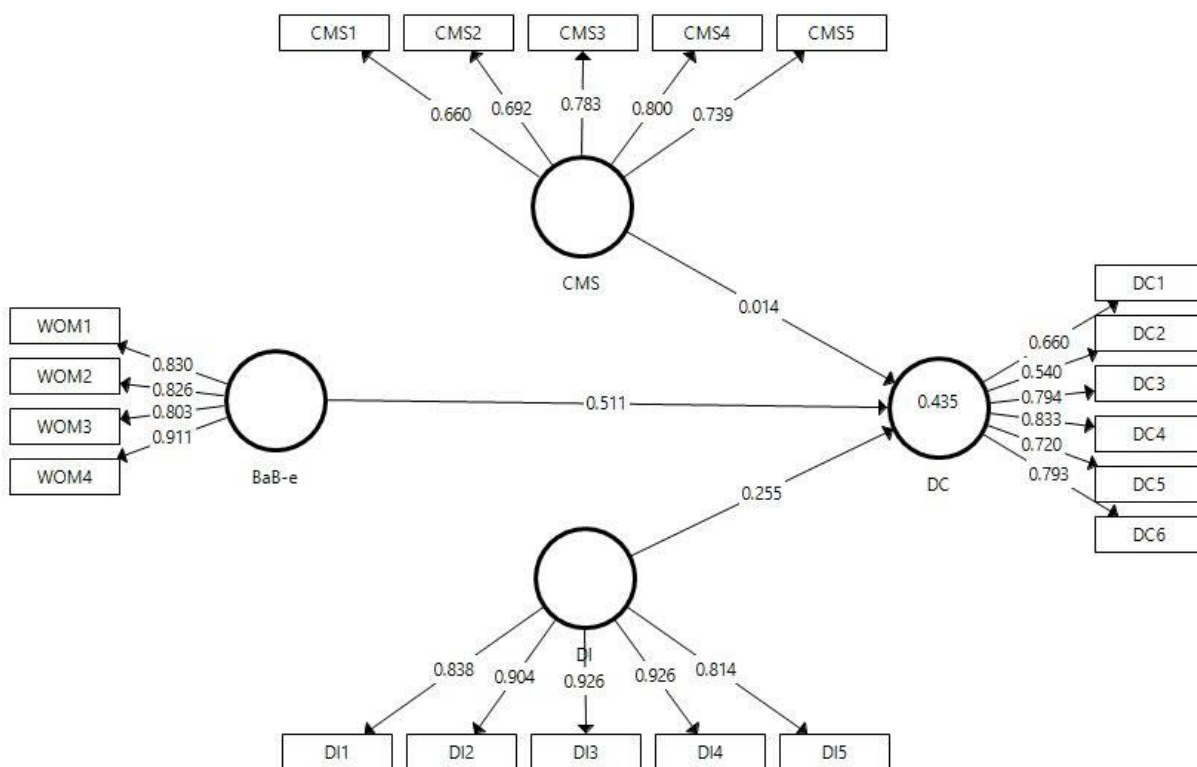 CMS1 CMS2 CMS3 CMS4 CMS5
0.660 0.692 0.783 0.800 0.739
CMS
0.014
WOM1
WOM2
WOM3
WOM4
0.830
0.826
0.803
0.911
BaB-e
0.511
0.435
DC
0.660
0.540
0.794
0.833
0.720
0.793
DC1
DC2
DC3
DC4
DC5
DC6
0.255
DI
0.838 0.904 0.926 0.926 0.814
DI1 DI2 DI3 DI4 DI5